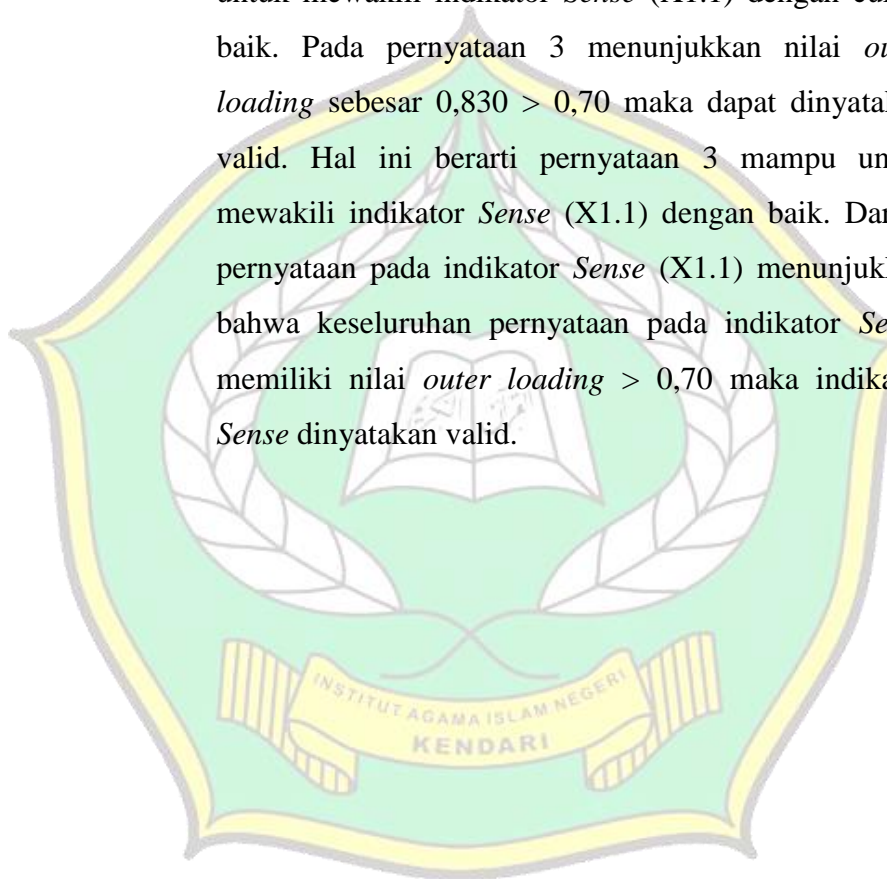 untuk mewakili indikator Sense (X1.1) dengan
baik. Pada pernyataan 3 menunjukkan nilai
loading sebesar 0,830 > 0,70 maka dapat
valid. Hal ini berarti pernyataan 3 mampu
mewakili indikator Sense (X1.1) dengan baik.
pernyataan pada indikator Sense (X1.1)
bahwa keseluruhan pernyataan pada indikator
memiliki nilai outer loading > 0,70 maka
Sense dinyatakan valid.
INSTITUT AGAMA ISLAM NEGERI
KENDARI